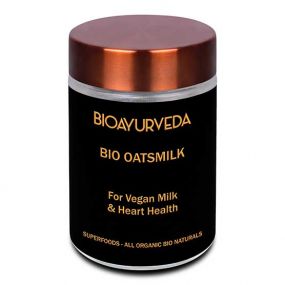 BIOAYURVEDA
BIO OATSMILK
For Vegan Milk
& Heart Health
SUPERFOODS - ALL ORGANIC BIO NATURALS